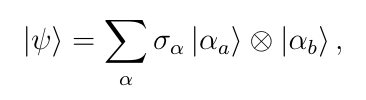 |ψ⟩ = ∑_α σ_α |α_a⟩ ⊗ |α_b⟩ ,